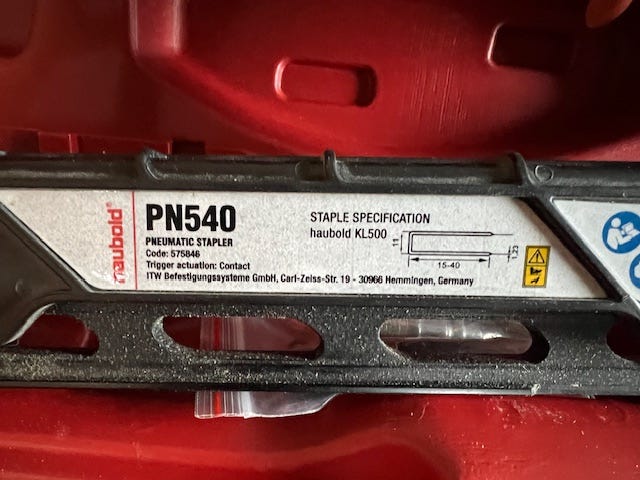 haubold®
PN540
PNEUMATIC STAPLER
Code: 575846
Trigger actuation: Contact
ITW Befestigungssysteme GmbH, Carl-Zeiss-Str. 19 - 30966 Hemmingen, Germany
STAPLE SPECIFICATION
haubold KL500
11
15-40
1.23